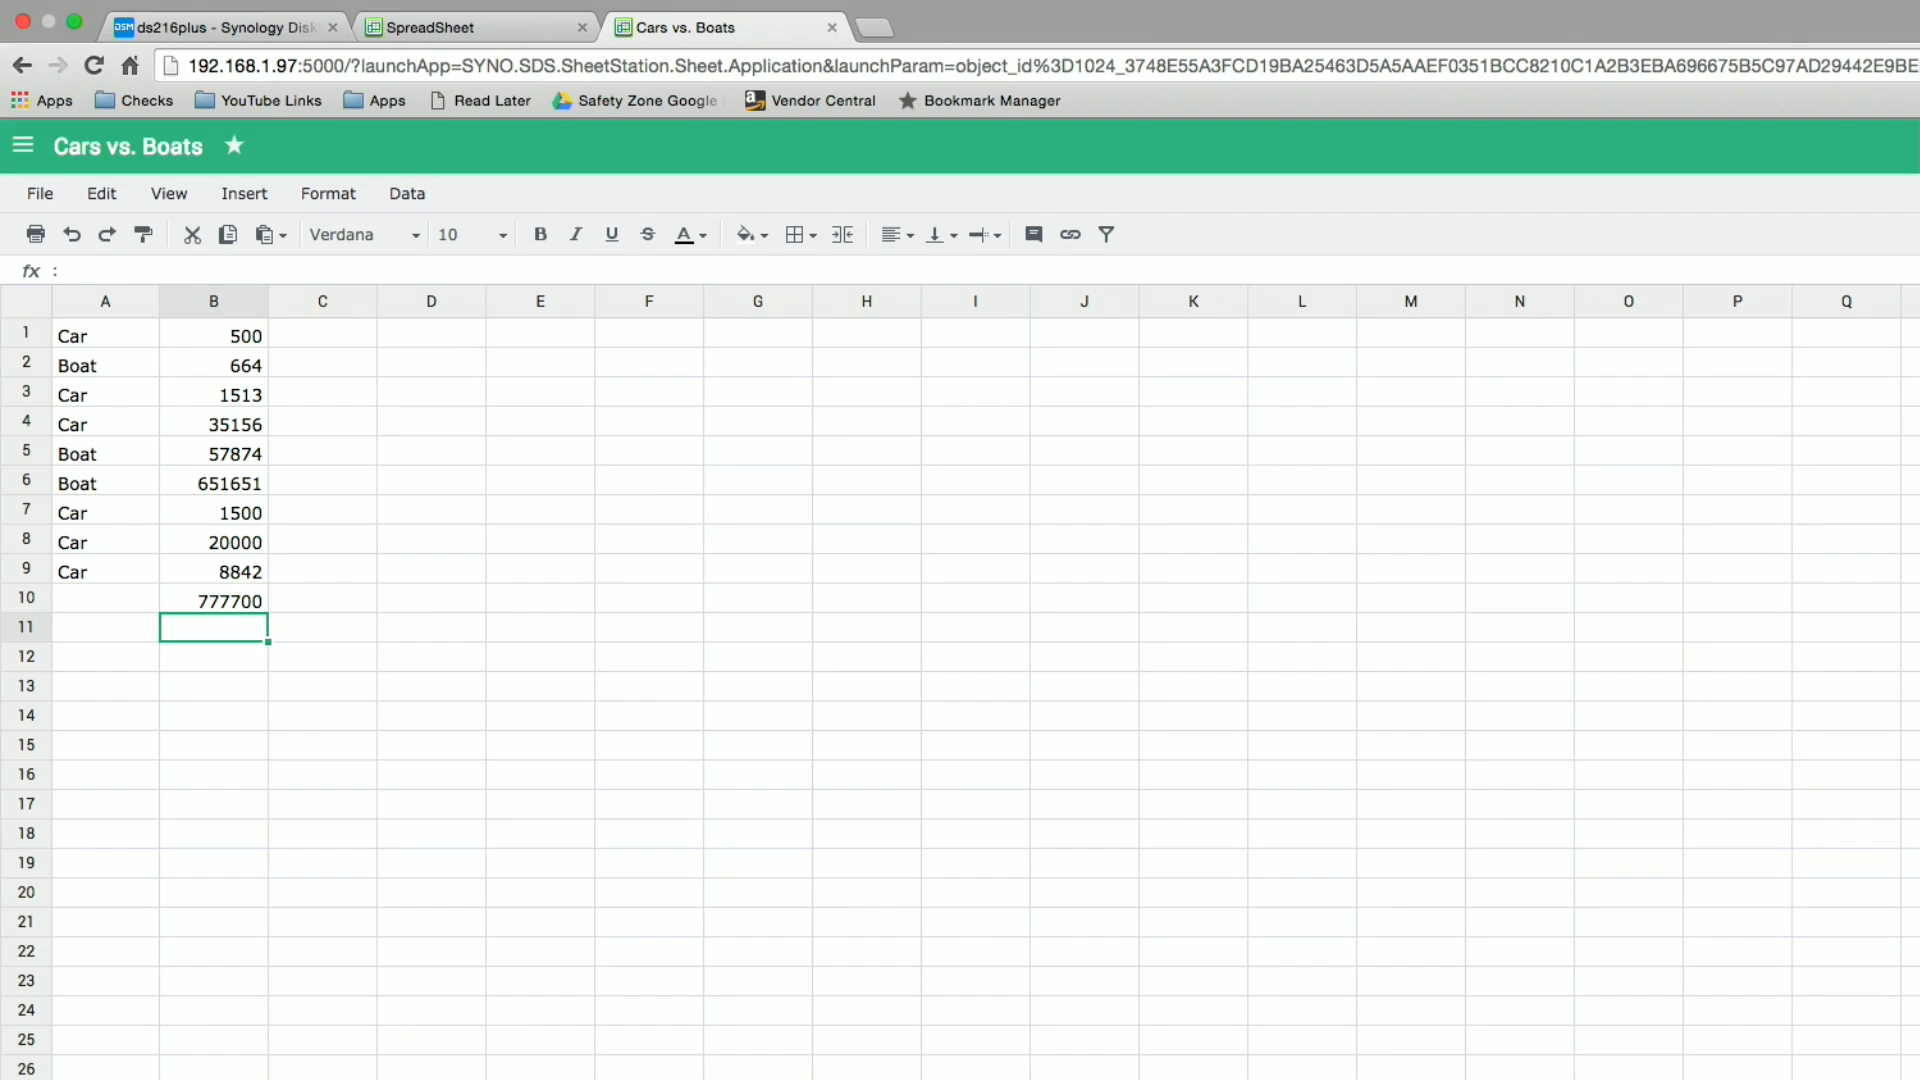 DSM ds216plus - Synology Disk SpreadSheet Cars vs. Boats
192.168.1.97:5000/?launchApp=SYNO.SDS.SheetStation.Sheet.Application&launchParam=object_id%3D1024_3748E55A3FCD19BA25463D5A5AAEF0351BCC8210C1A2B3EBA696675B5C97AD29442E9BE
Apps Checks YouTube Links Apps Read Later Safety Zone Google Vendor Central Bookmark Manager
Cars vs. Boats
File Edit View Insert Format Data
Verdana 10 B I U S A
fx :
A B C D E F G H I J K L M N O P Q
1 Car 500
2 Boat 664
3 Car 1513
4 Car 35156
5 Boat 57874
6 Boat 651651
7 Car 1500
8 Car 20000
9 Car 8842
10 777700
11
12
13
14
15
16
17
18
19
20
21
22
23
24
25
26